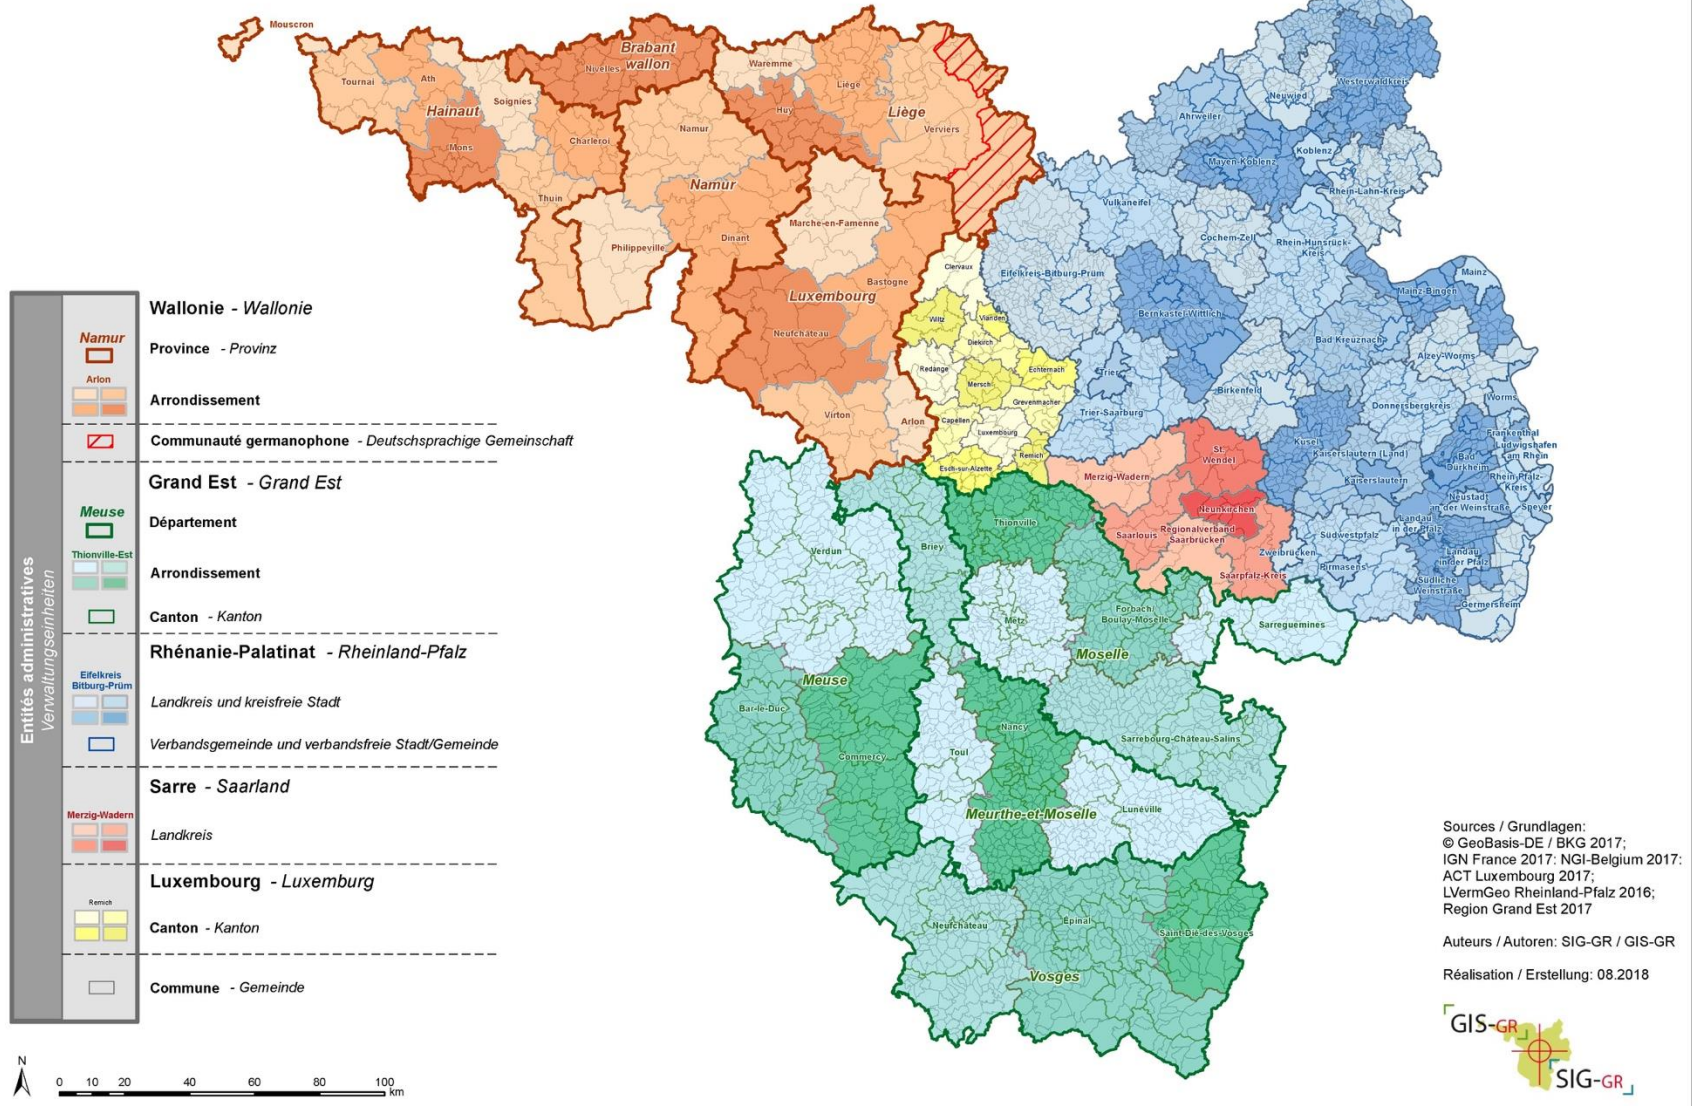 Mouscron
Tournai
Ath
Hainaut
Soignies
Mons
Brabant
wallon
Nivelles
Charleroi
Thuin
Namur
Namur
Philippeville
Dinant
Waremme
Huy
Liège
Liège
Verviers
Marche-en-Famenne
Bastogne
Luxembourg
Neufchâteau
Virton
Arlon
Clervaux
Wiltz
Vianden
Diekirch
Redange
Mersch
Echternach
Grevenmacher
Capellen
Luxembourg
Remich
Esch-sur-Alzette
Neuwied
Westerwaldkreis
Ahrweiler
Mayen-Koblenz
Koblenz
Rhein-Lahn-Kreis
Vulkaneifel
Cochem-Zell
Rhein-Hunsrück-
Kreis
Eifelkreis-Bitburg-Prüm
Bernkastel-Wittlich
Mainz
Mainz-Bingen
Bad Kreuznach
Alzey-Worms
Trier
Birkenfeld
Trier-Saarburg
Donnersbergkreis
Worms
Kusel
Kaiserslautern (Land)
Kaiserslautern
Frankenthal
Ludwigshafen
am Rhein
Bad
Dürkheim
Rhein-Pfalz-
Kreis
Neustadt
an der Weinstraße
Speyer
Landau
in der Pfalz
Landau
in der Pfalz
Südwestpfalz
Zweibrücken
Pirmasens
Südliche
Weinstraße
Germersheim
Merzig-Wadern
St.
Wendel
Neunkirchen
Saarlouis
Regionalverband
Saarbrücken
Saarpfalz-Kreis
Thionville
Briey
Verdun
Metz
Forbach/
Boulay-Moselle
Moselle
Sarreguemines
Meuse
Bar-le-Duc
Commercy
Toul
Nancy
Sarrebourg-Château-Salins
Meurthe-et-Moselle
Lunéville
Neufchâteau
Epinal
Saint-Dié-des-Vosges
Vosges
Entités administratives
Verwaltungseinheiten
Wallonie - Wallonie
Namur
Province - Provinz
Arlon
Arrondissement
Communauté germanophone - Deutschsprachige Gemeinschaft
Grand Est - Grand Est
Meuse
Département
Thionville-Est
Arrondissement
Canton - Kanton
Rhénanie-Palatinat - Rheinland-Pfalz
Eifelkreis
Bitburg-Prüm
Landkreis und kreisfreie Stadt
Verbandsgemeinde und verbandsfreie Stadt/Gemeinde
Sarre - Saarland
Merzig-Wadern
Landkreis
Luxembourg - Luxemburg
Remich
Canton - Kanton
Commune - Gemeinde
N
0 10 20 40 60 80 100
km
Sources / Grundlagen:
© GeoBasis-DE / BKG 2017;
IGN France 2017: NGI-Belgium 2017:
ACT Luxembourg 2017;
LVermGeo Rheinland-Pfalz 2016;
Region Grand Est 2017
Auteurs / Autoren: SIG-GR / GIS-GR
Réalisation / Erstellung: 08.2018
GIS-GR
SIG-GR